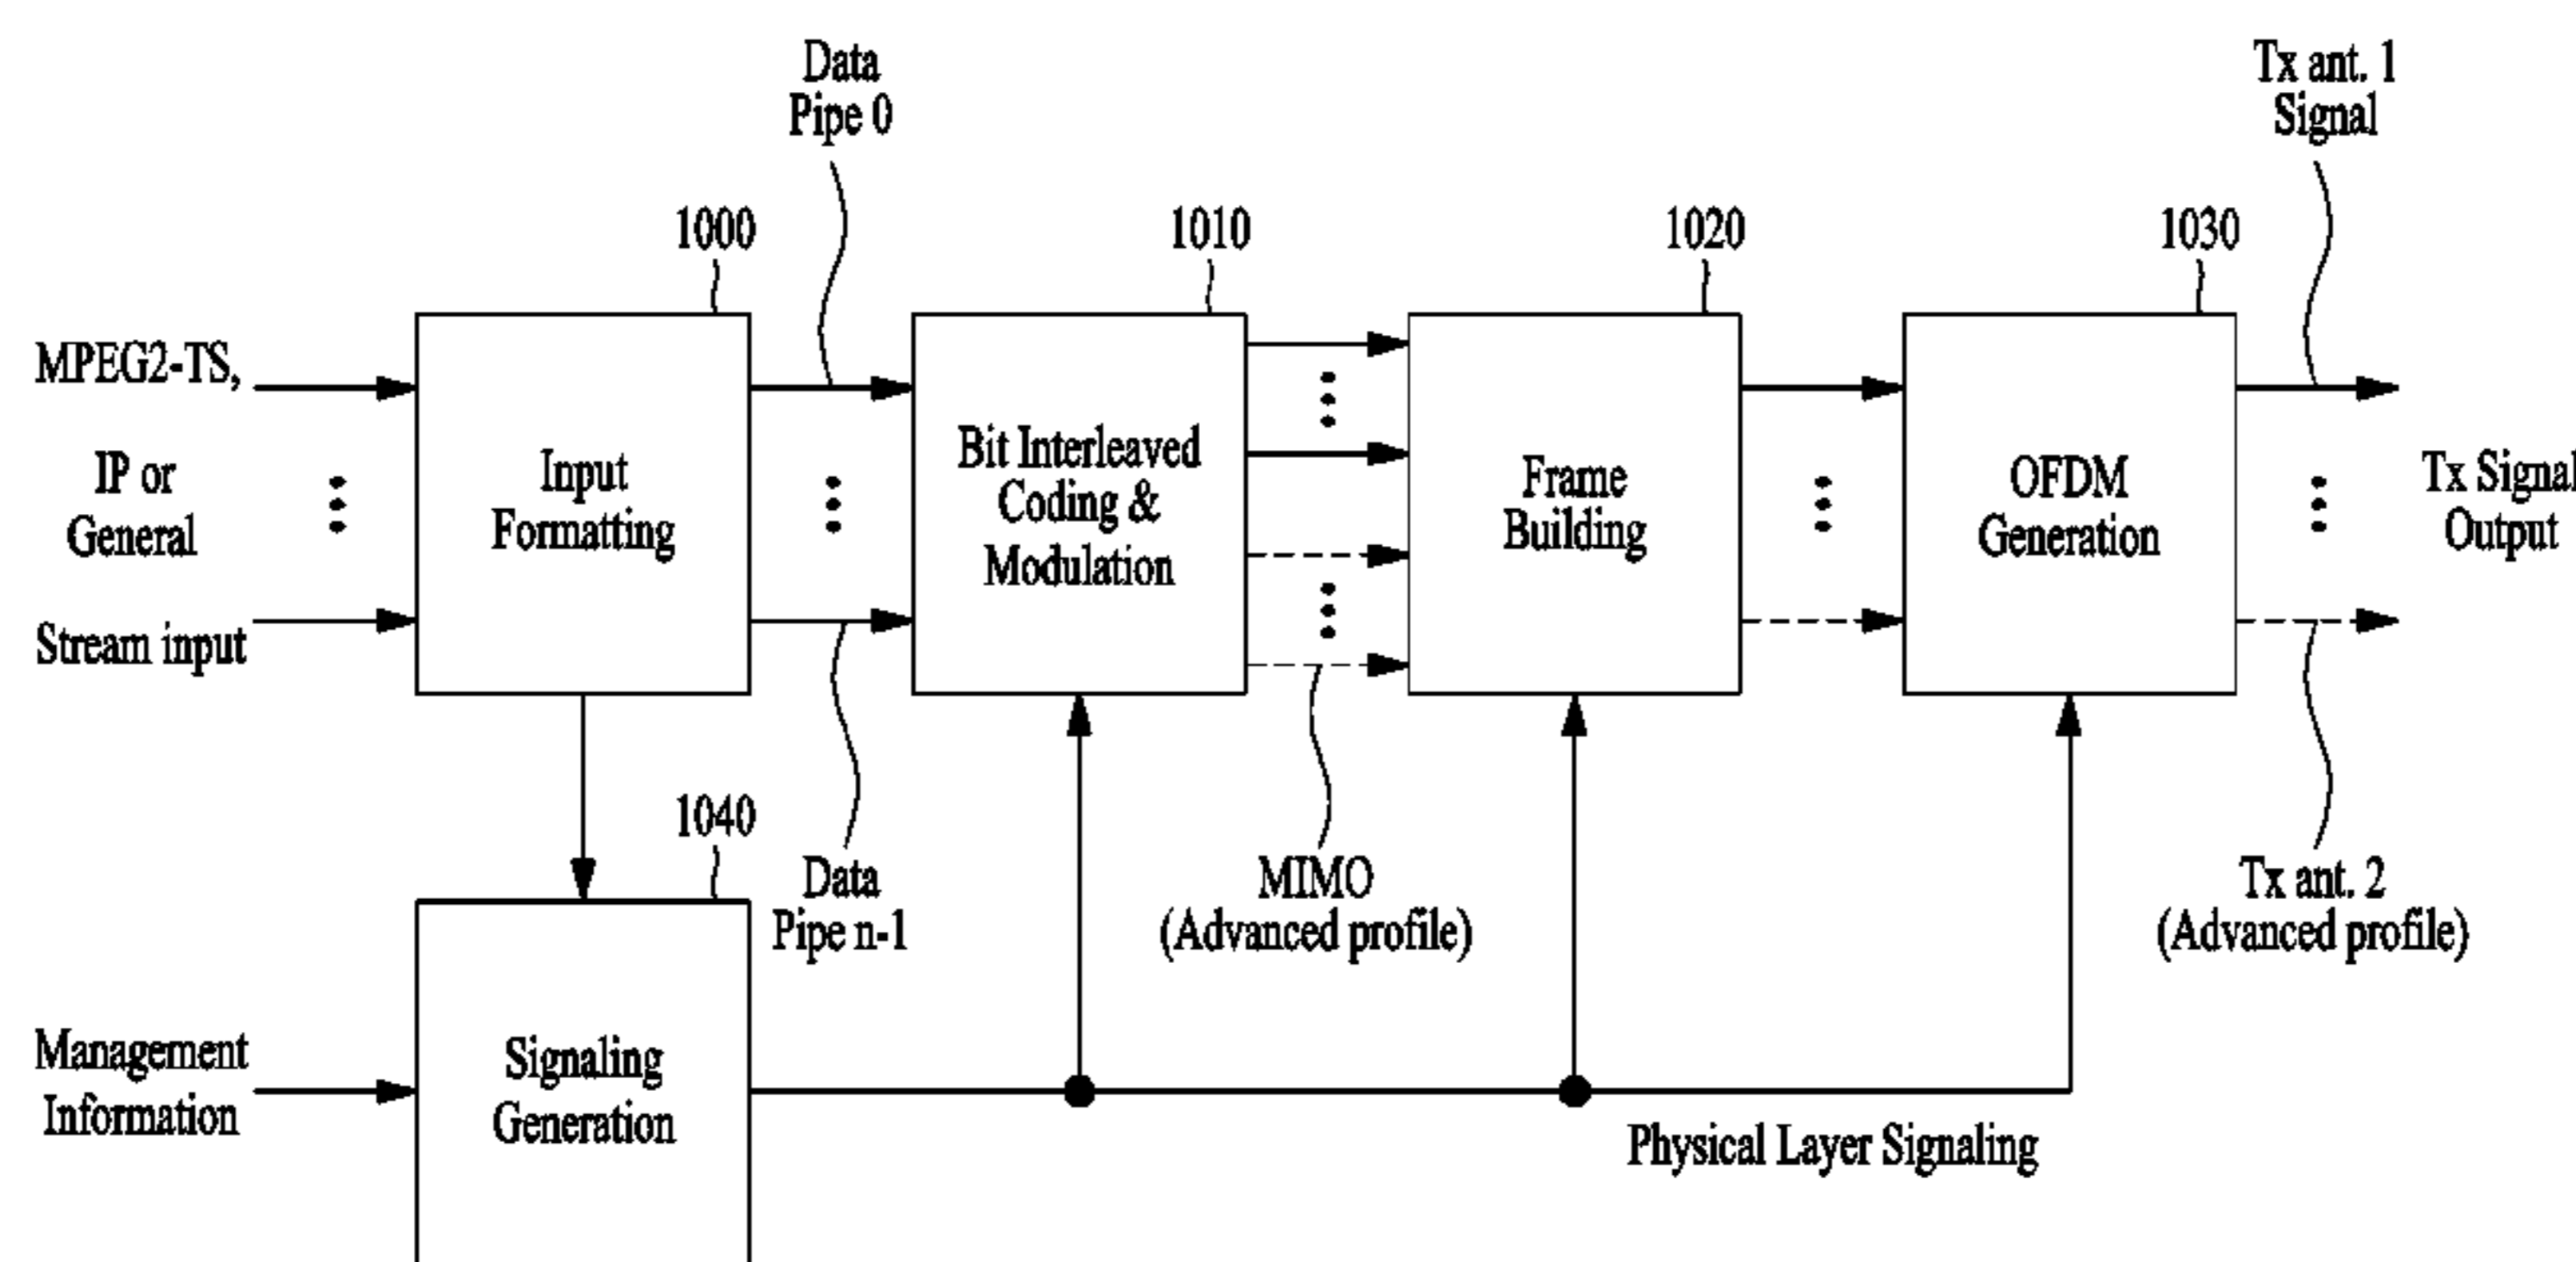 Data
Pipe 0
Tx ant. 1
Signal
1000
1010
1020
1030
MPEG2-TS,
IP or
General
Stream input
Input
Formatting
Bit Interleaved
Coding &
Modulation
Frame
Building
OFDM
Generation
Tx Signal
Output
1040
Data
Pipe n-1
MIMO
(Advanced profile)
Tx ant. 2
(Advanced profile)
Management
Information
Signaling
Generation
Physical Layer Signaling